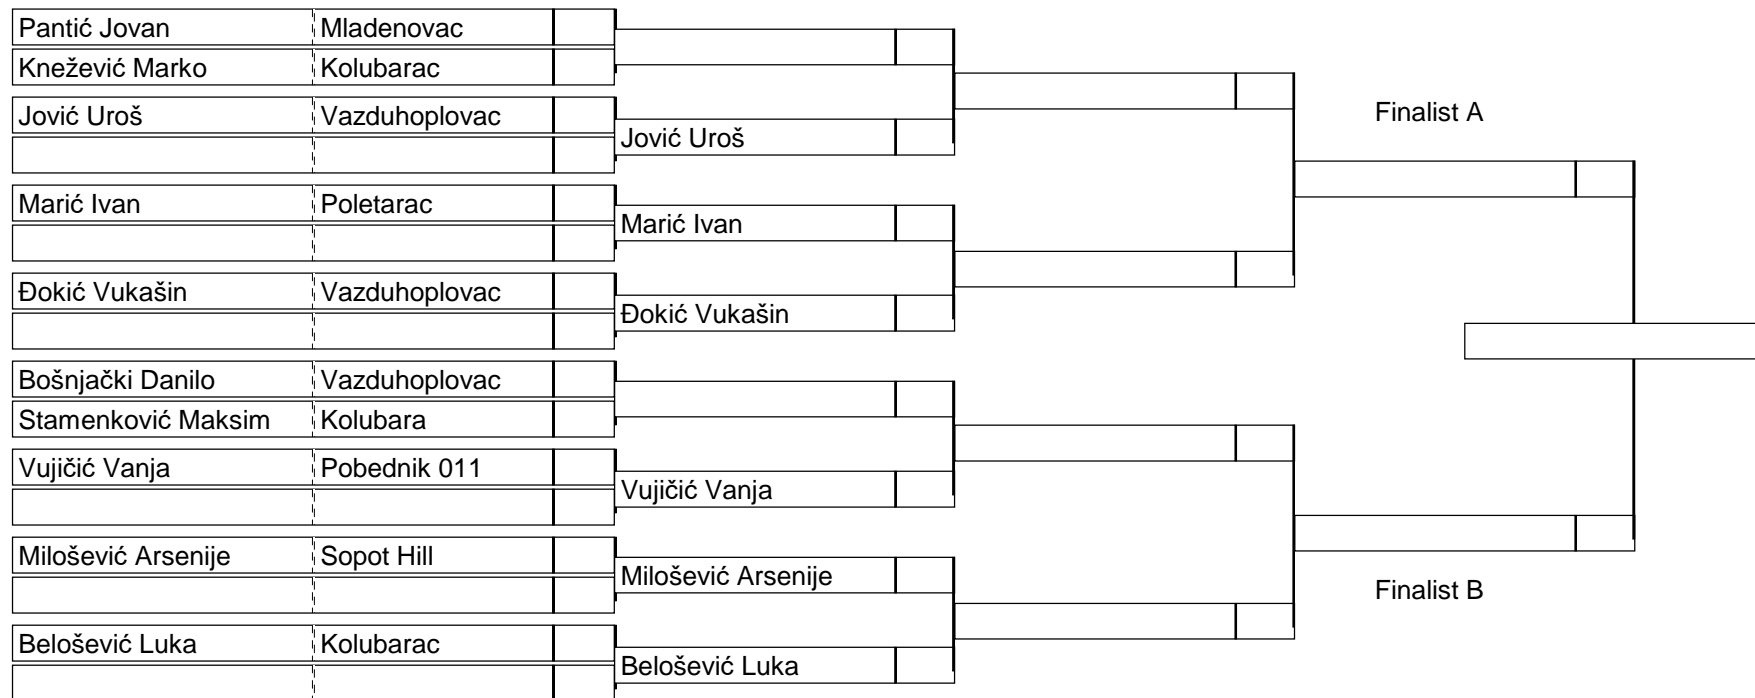 Pantić Jovan Mladenovac
Knežević Marko Kolubarac
Jović Uroš Vazduhoplovac
Finalist A
Jović Uroš
Marić Ivan Poletarac
Marić Ivan
Đokić Vukašin Vazduhoplovac
Đokić Vukašin
Bošnjački Danilo Vazduhoplovac
Stamenković Maksim Kolubara
Vujičić Vanja Pobednik 011
Vujičić Vanja
Milošević Arsenije Sopot Hill
Milošević Arsenije
Finalist B
Belošević Luka Kolubarac
Belošević Luka